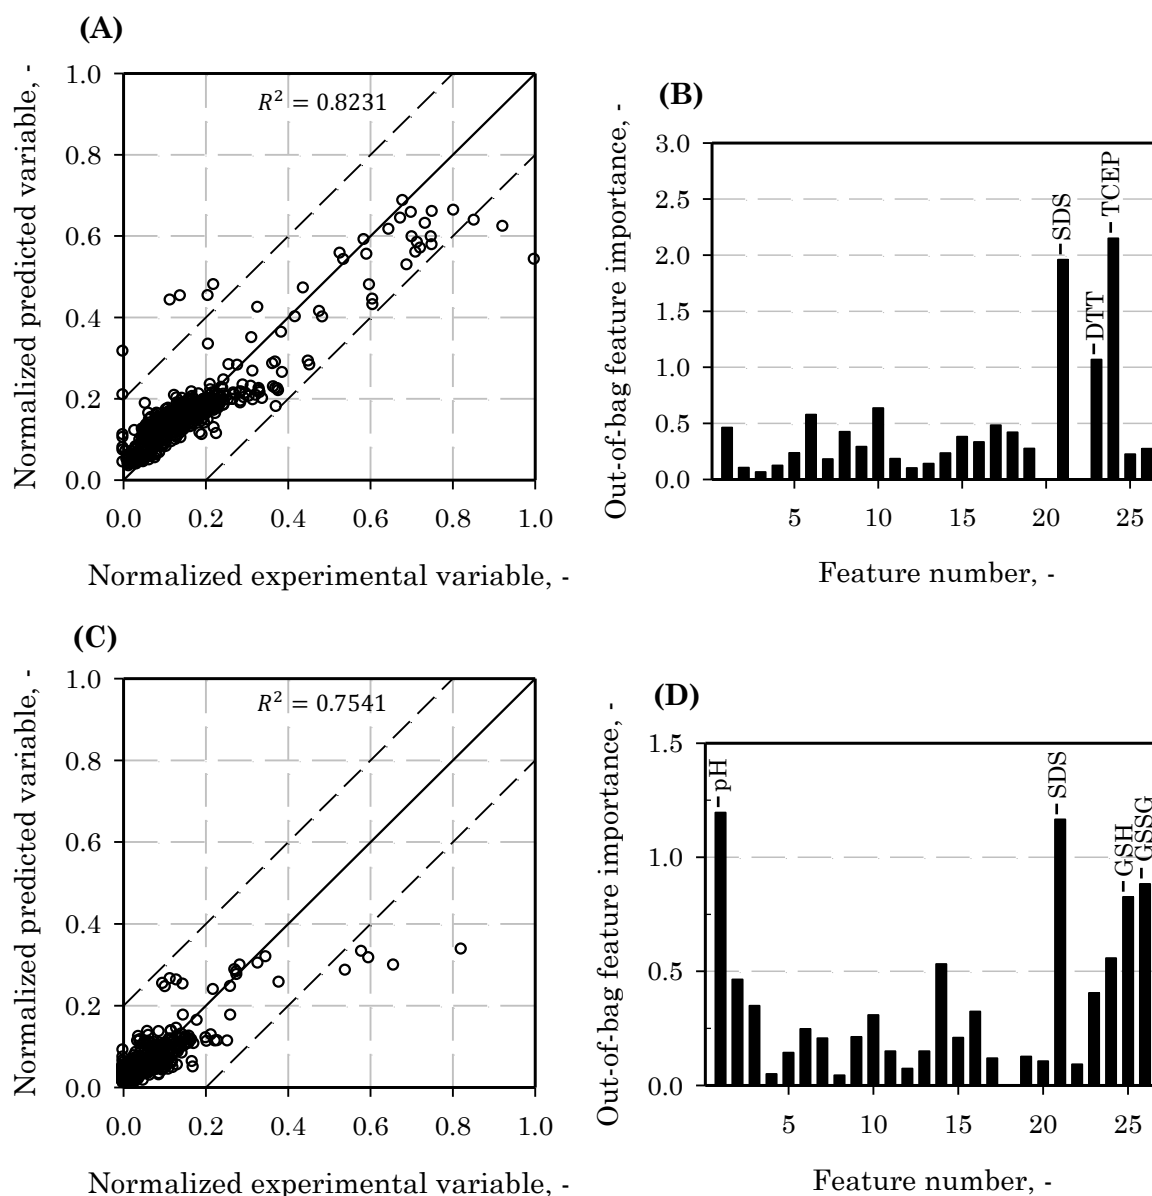 (A)
Normalized predicted variable, -
1.0
0.8
0.6
0.4
0.2
0.0
R² = 0.8231
0.0 0.2 0.4 0.6 0.8 1.0
Normalized experimental variable, -
(B)
Out-of-bag feature importance, -
3.0
2.5
2.0
1.5
1.0
0.5
0.0
SDS
DTT
TCEP
5 10 15 20 25
Feature number, -
(C)
Normalized predicted variable, -
1.0
0.8
0.6
0.4
0.2
0.0
R² = 0.7541
0.0 0.2 0.4 0.6 0.8 1.0
Normalized experimental variable, -
(D)
Out-of-bag feature importance, -
1.5
1.0
0.5
0.0
pH
SDS
GSH
GSSG
5 10 15 20 25
Feature number, -